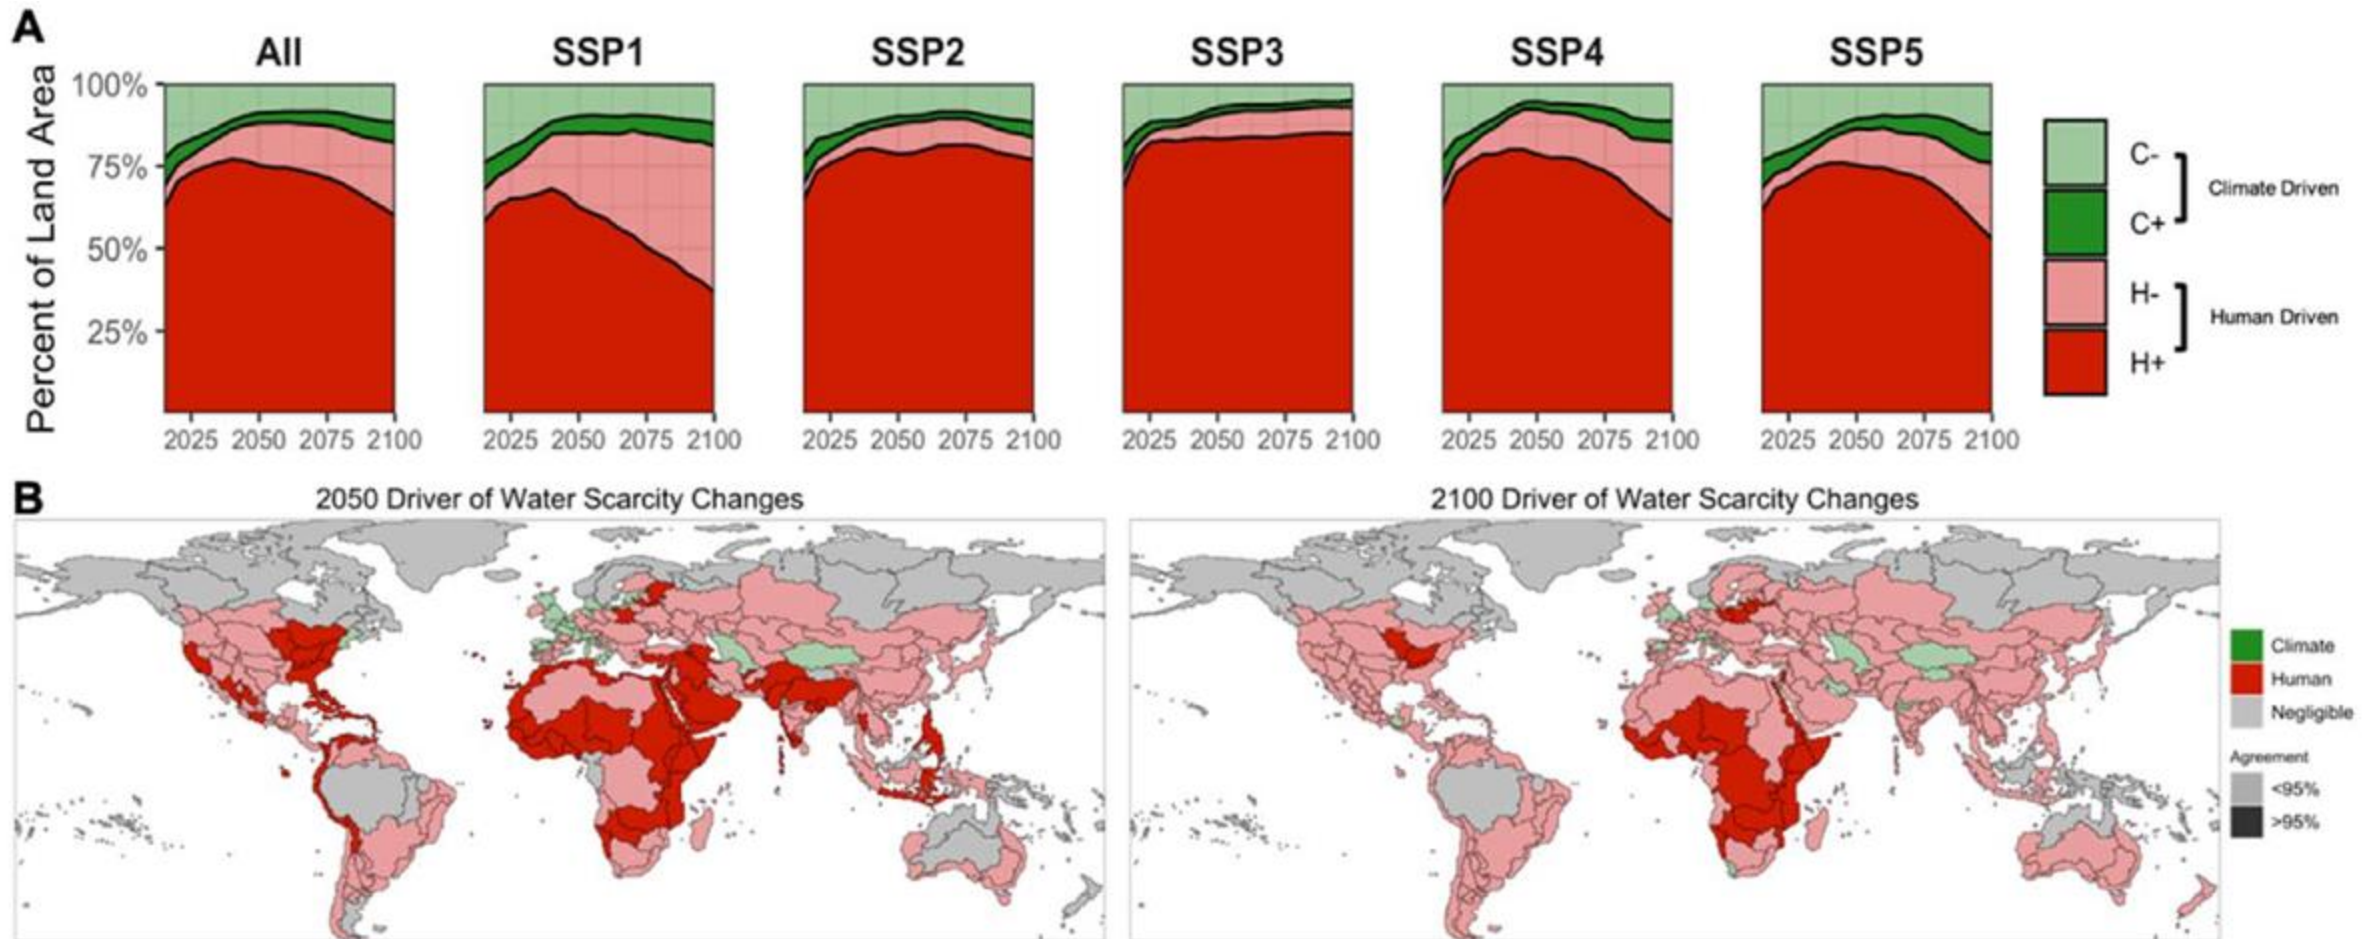 A
All SSP1 SSP2 SSP3 SSP4 SSP5
Percent of Land Area
100%
75%
50%
25%
2025 2050 2075 2100 2025 2050 2075 2100 2025 2050 2075 2100 2025 2050 2075 2100 2025 2050 2075 2100 2025 2050 2075 2100
C-
C+
Climate Driven
H-
H+
Human Driven
B
2050 Driver of Water Scarcity Changes
2100 Driver of Water Scarcity Changes
Climate
Human
Negligible
Agreement
<95%
>95%